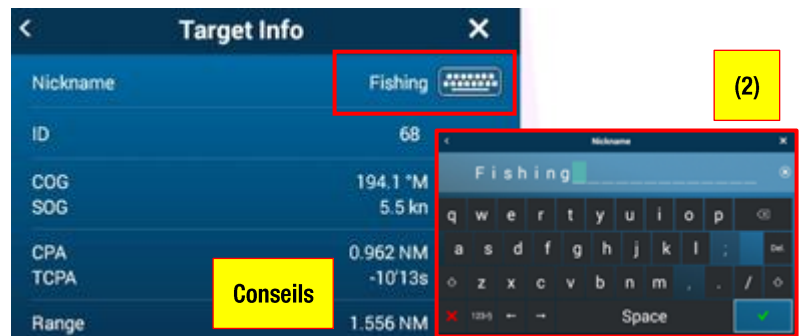 Target Info
Nickname Fishing
ID 68
COG 194.1 °M
SOG 5.5 kn
CPA 0.962 NM
TCPA -10'13s
Range 1.556 NM
Conseils
(2)
Nickname
Fishing
q w e r t y u i o p
a s d f g h j k l ; Del.
z x c v b n m , . /
Space